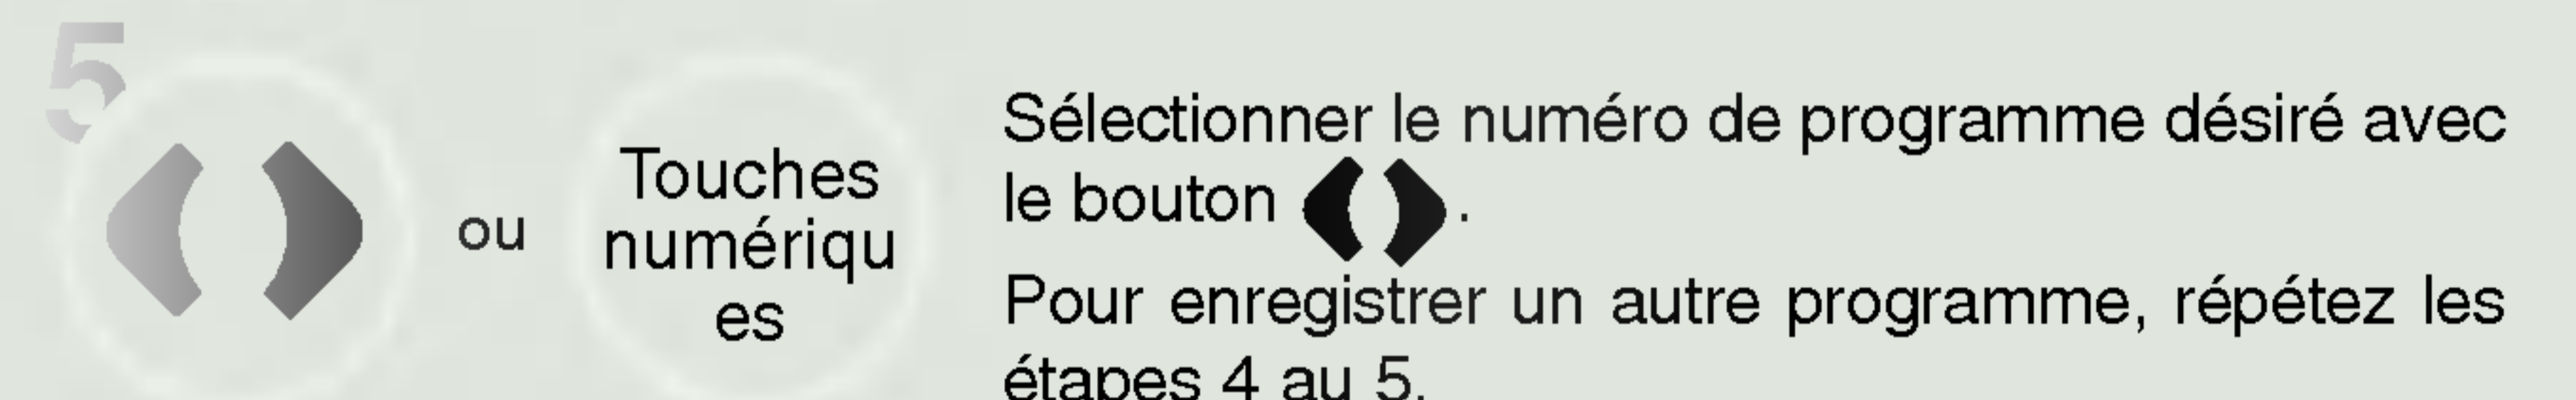 5
ou
Touches
numériqu
es
Sélectionner le numéro de programme désiré avec
le bouton .
Pour enregistrer un autre programme, répétez les
étapes 4 au 5.